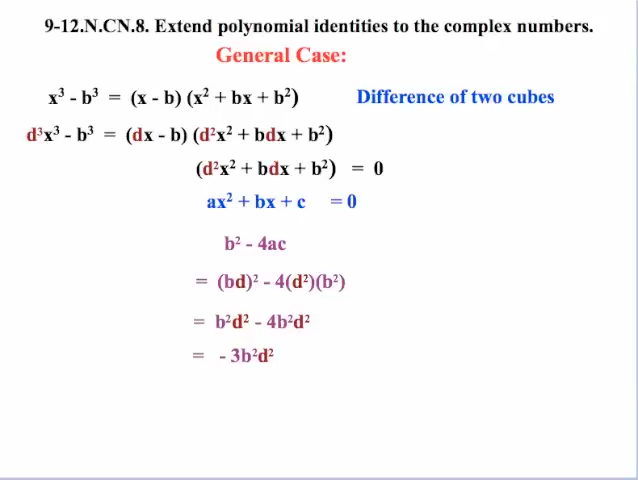 9-12.N.CN.8. Extend polynomial identities to the complex numbers.
General Case:
x³ - b³ = (x - b) (x² + bx + b²) Difference of two cubes
d³x³ - b³ = (dx - b) (d²x² + bdx + b²)
(d²x² + bdx + b²) = 0
ax² + bx + c = 0
b² - 4ac
= (bd)² - 4(d²)(b²)
= b²d² - 4b²d²
= - 3b²d²